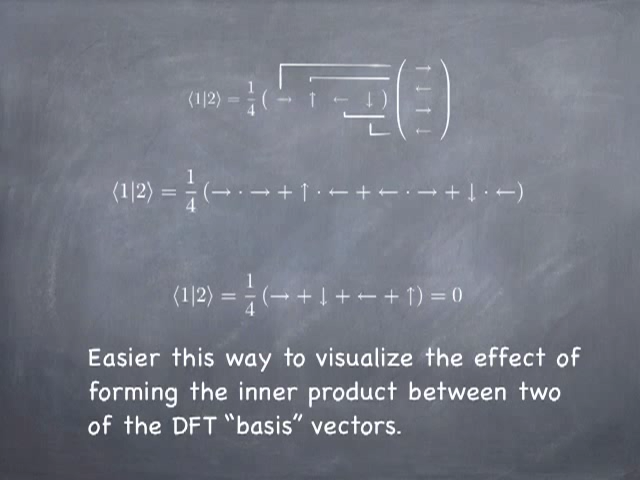 ⟨1|2⟩ = 1/4 ( → ↑ ← ↓ ) ( → ← → ← )
⟨1|2⟩ = 1/4 (→ · → + ↑ · ← + ← · → + ↓ · ←)
⟨1|2⟩ = 1/4 (→ + ↓ + ← + ↑) = 0
Easier this way to visualize the effect of
forming the inner product between two
of the DFT “basis” vectors.